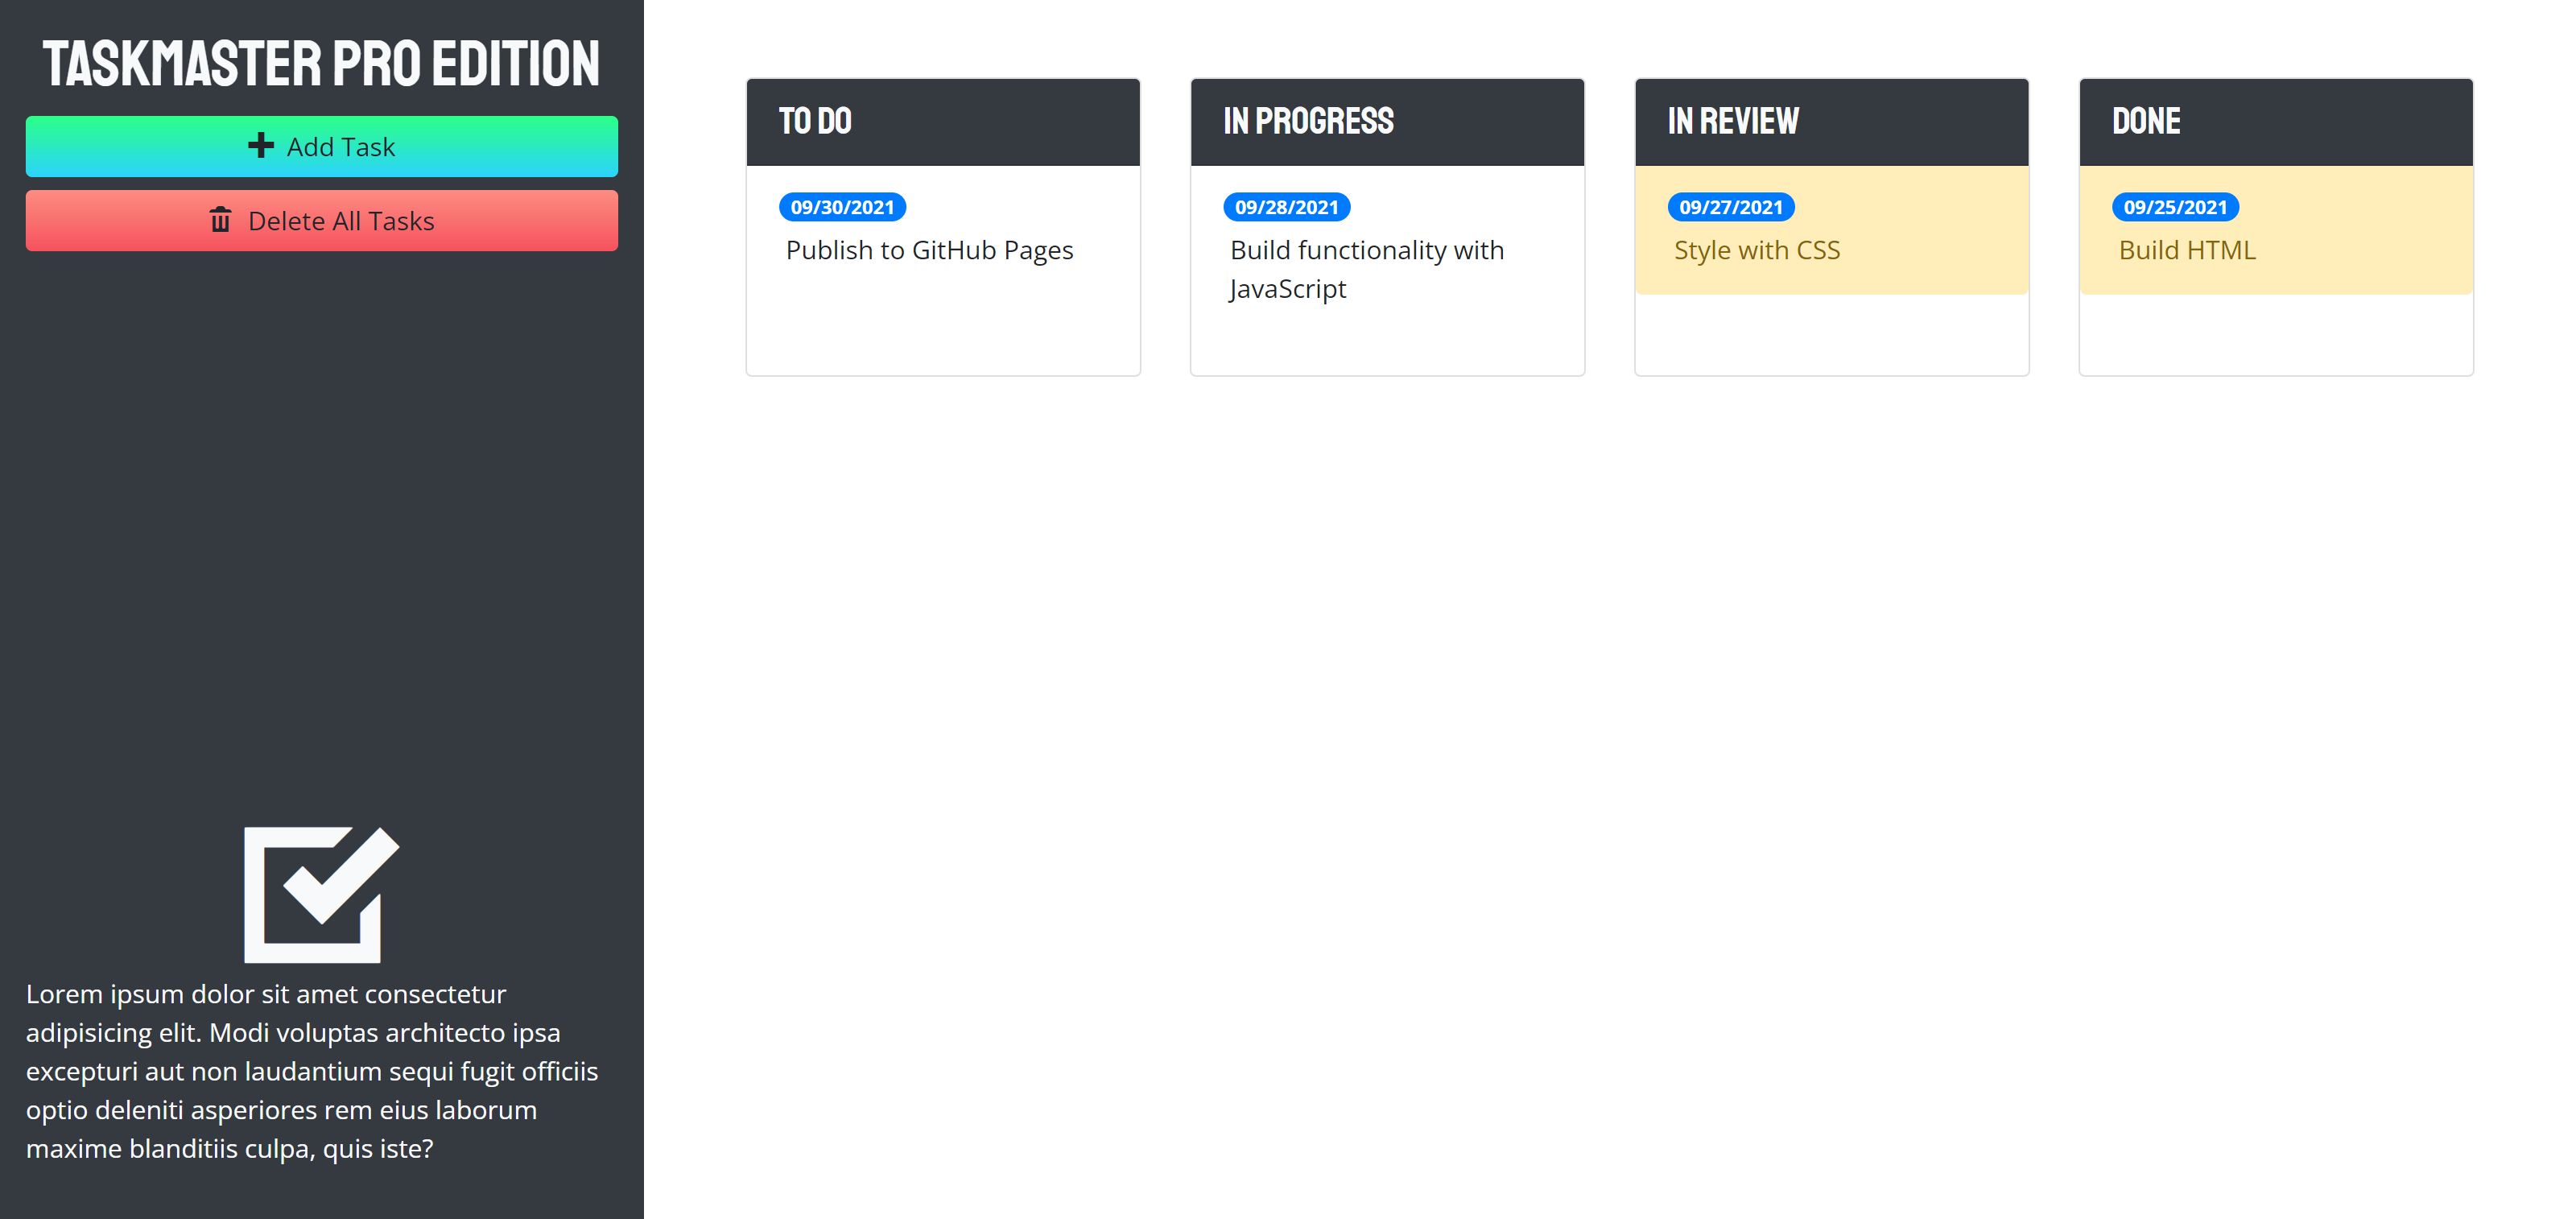 TASKMASTER PRO EDITION
Add Task
Delete All Tasks
Lorem ipsum dolor sit amet consectetur
adipisicing elit. Modi voluptas architecto ipsa
excepturi aut non laudantium sequi fugit officiis
optio deleniti asperiores rem eius laborum
maxime blanditiis culpa, quis iste?
TO DO
09/30/2021
Publish to GitHub Pages
IN PROGRESS
09/28/2021
Build functionality with
JavaScript
IN REVIEW
09/27/2021
Style with CSS
DONE
09/25/2021
Build HTML